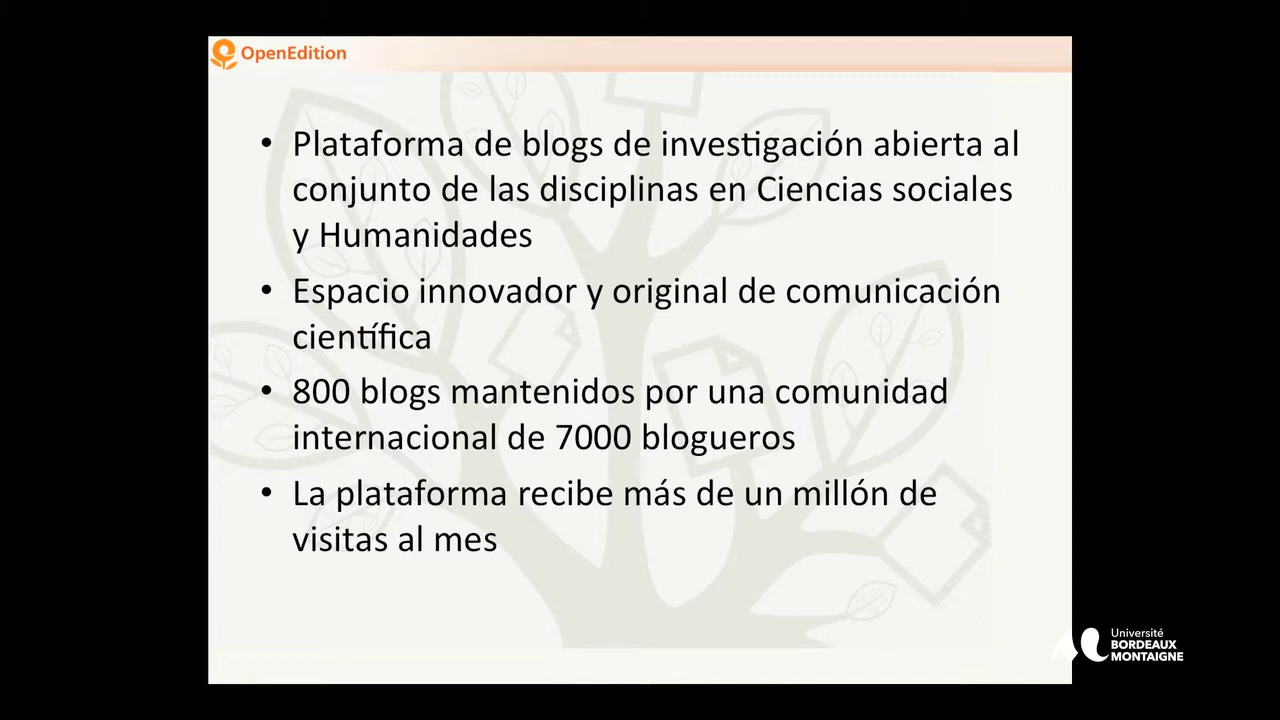 OpenEdition
• Plataforma de blogs de investigación abierta al
conjunto de las disciplinas en Ciencias sociales
y Humanidades
• Espacio innovador y original de comunicación
científica
• 800 blogs mantenidos por una comunidad
internacional de 7000 blogueros
• La plataforma recibe más de un millón de
visitas al mes
Université
BORDEAUX
MONTAIGNE